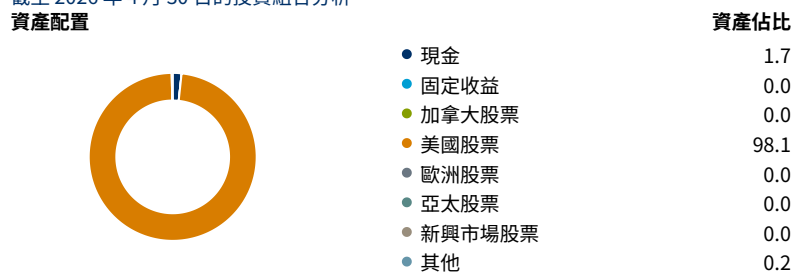 資產配置 資產佔比
現金 1.7
固定收益 0.0
加拿大股票 0.0
美國股票 98.1
歐洲股票 0.0
亞太股票 0.0
新興市場股票 0.0
其他 0.2